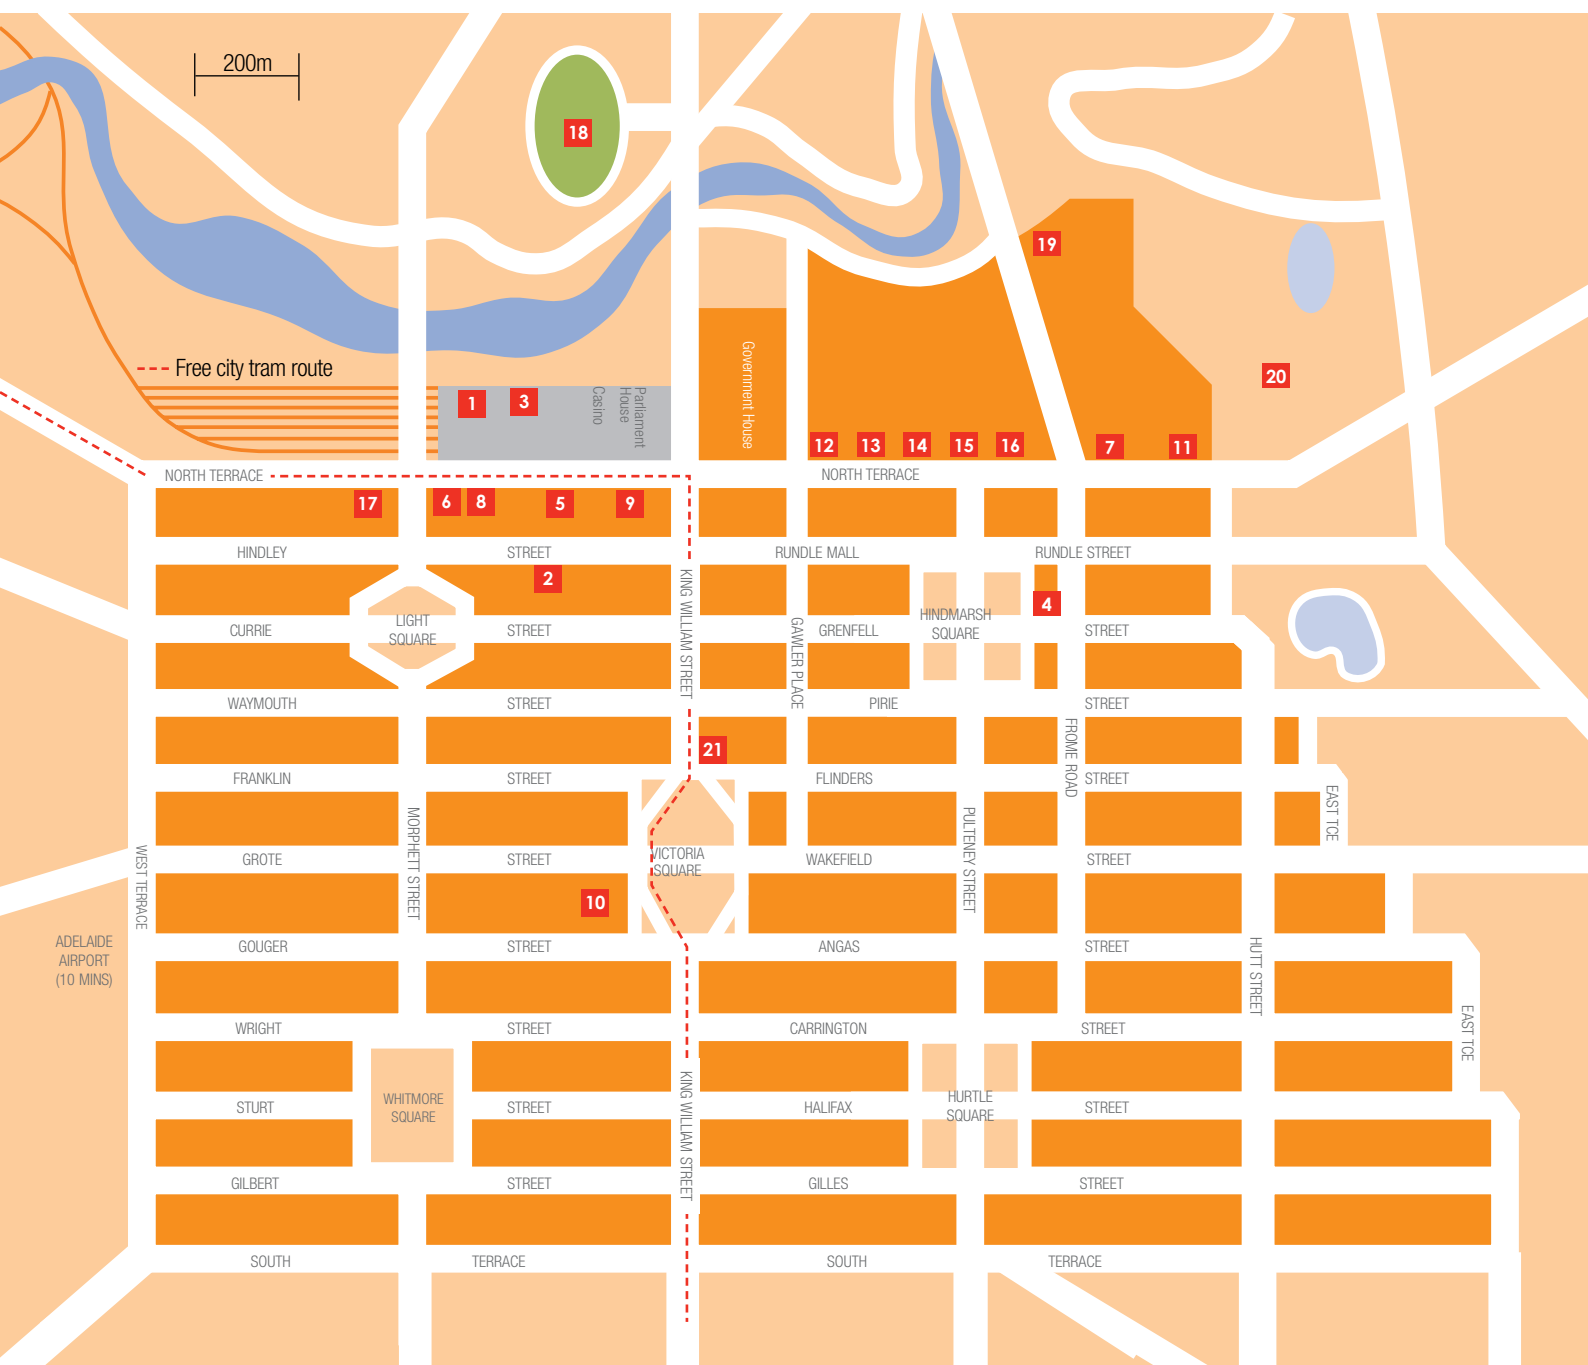 200m
18
19
Free city tram route
20
1
3
Casino
Parliament
House
Government House
12
13
14
15
16
7
11
NORTH TERRACE
NORTH TERRACE
17
6
8
5
9
HINDLEY
STREET
RUNDLE MALL
RUNDLE STREET
2
4
LIGHT
SQUARE
HINDMARSH
SQUARE
CURRIE
STREET
GRENFELL
STREET
KING WILLIAM STREET
GAWLER PLACE
WAYMOUTH
STREET
PIRIE
STREET
21
FROME ROAD
FRANKLIN
STREET
FLINDERS
STREET
EAST TCE
MORPHETT STREET
PULTENEY STREET
WEST TERRACE
GROTE
STREET
VICTORIA
SQUARE
WAKEFIELD
STREET
10
ADELAIDE
AIRPORT
(10 MINS)
GOUGER
STREET
ANGAS
STREET
HUTT STREET
WRIGHT
STREET
CARRINGTON
STREET
EAST TCE
WHITMORE
SQUARE
HURTLE
SQUARE
STURT
STREET
HALIFAX
STREET
KING WILLIAM STREET
GILBERT
STREET
GILLES
STREET
SOUTH
TERRACE
SOUTH
TERRACE